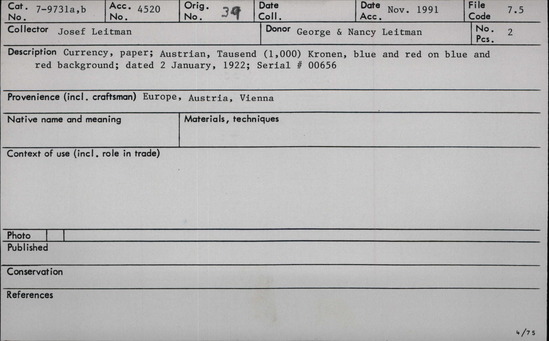 Cat. No. 7-9731a,b Acc. No. 4520 Orig. No. 39 Date Coll. Date Acc. Nov. 1991 File Code 7.5
Collector Josef Leitman Donor George & Nancy Leitman No. Pcs. 2
Description Currency, paper; Austrian, Tausend (1,000) Kronen, blue and red on blue and
red background; dated 2 January, 1922; Serial # 00656
Provenience (incl. craftsman) Europe, Austria, Vienna
Native name and meaning Materials, techniques
Context of use (incl. role in trade)
Photo
Published
Conservation
References
4/75